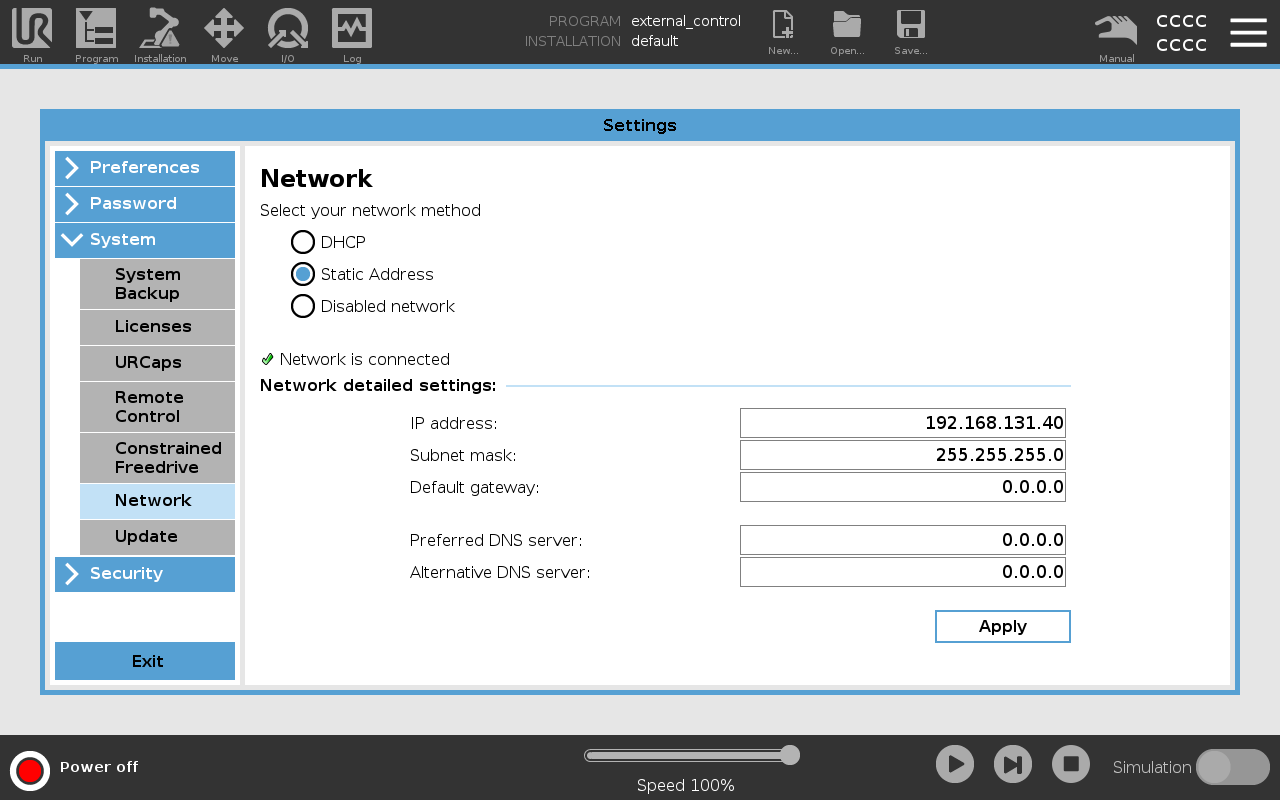 UR
Run
Program
Installation
Move
I/O
Log
PROGRAM external_control
INSTALLATION default
New...
Open...
Save...
Manual
CCCC
CCCC
Settings
Preferences
Password
System
System
Backup
Licenses
URCaps
Remote
Control
Constrained
Freedrive
Network
Update
Security
Exit
Network
Select your network method
DHCP
Static Address
Disabled network
Network is connected
Network detailed settings:
IP address: 192.168.131.40
Subnet mask: 255.255.255.0
Default gateway: 0.0.0.0
Preferred DNS server: 0.0.0.0
Alternative DNS server: 0.0.0.0
Apply
Power off
Speed 100%
Simulation